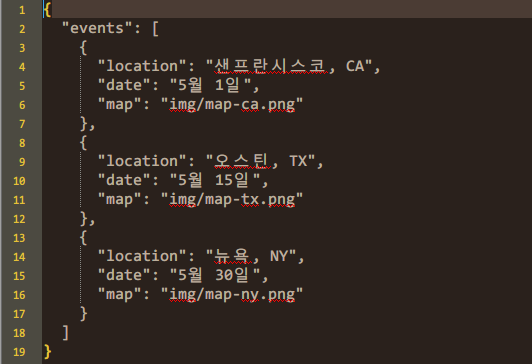 1 {
2   "events": [
3     {
4       "location": "샌프란시스코, CA",
5       "date": "5월 1일",
6       "map": "img/map-ca.png"
7     },
8     {
9       "location": "오스틴, TX",
10       "date": "5월 15일",
11       "map": "img/map-tx.png"
12     },
13     {
14       "location": "뉴욕, NY",
15       "date": "5월 30일",
16       "map": "img/map-ny.png"
17     }
18   ]
19 }